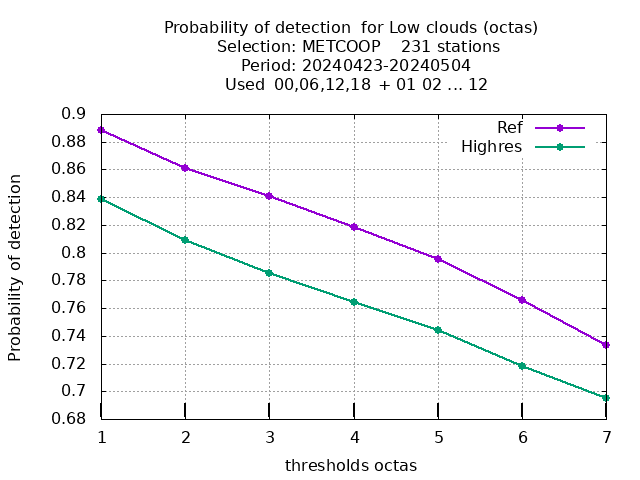 Probability of detection  for Low clouds (octas)
Selection: METCOOP    231 stations
Period: 20240423-20240504
Used  00,06,12,18 + 01 02 ... 12
Ref
Highres
0.9
0.88
0.86
0.84
0.82
0.8
0.78
0.76
0.74
0.72
0.7
0.68
Probability of detection
1 2 3 4 5 6 7
thresholds octas